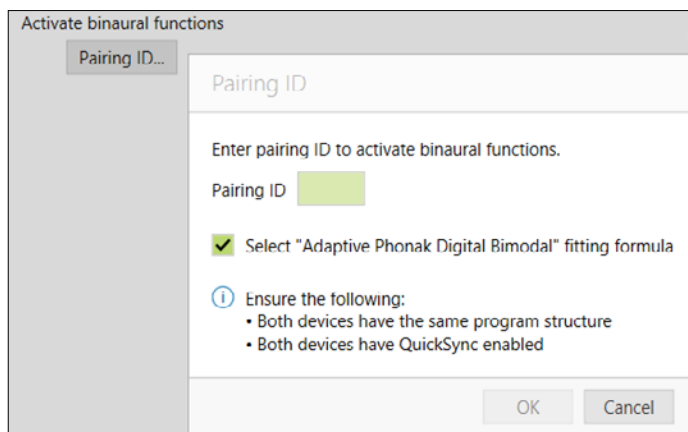 Activate binaural functions
Pairing ID...
Pairing ID
Enter pairing ID to activate binaural functions.
Pairing ID
Select "Adaptive Phonak Digital Bimodal" fitting formula
Ensure the following:
• Both devices have the same program structure
• Both devices have QuickSync enabled
OK
Cancel